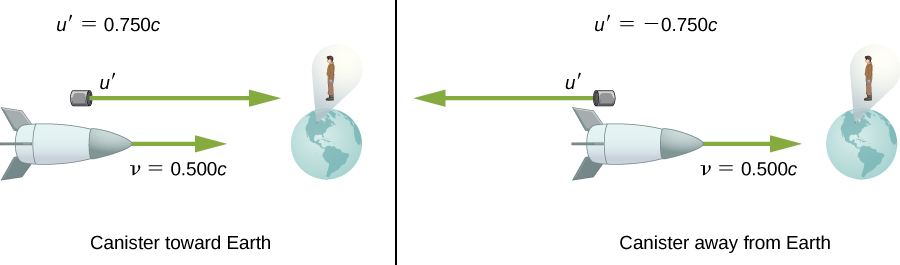 u′ = 0.750c
u′
ν = 0.500c
Canister toward Earth
u′ = −0.750c
u′
ν = 0.500c
Canister away from Earth